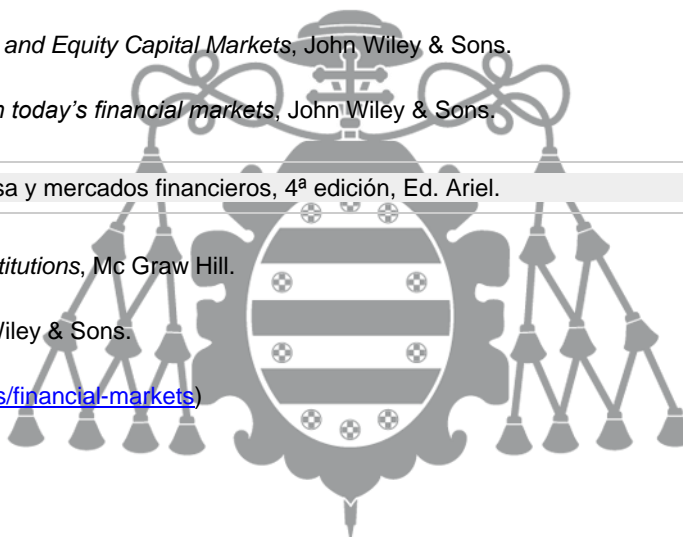 and Equity Capital Markets, John Wiley & Sons.
today's financial markets, John Wiley & Sons.
sa y mercados financieros, 4ª edición, Ed. Ariel.
titutions, Mc Graw Hill.
Wiley & Sons.
s/financial-markets)